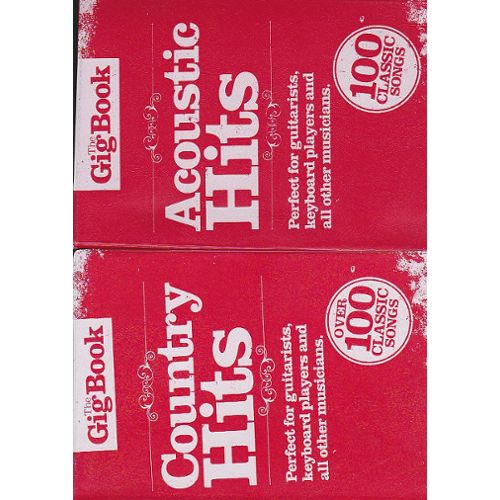 The
Gig Book
Acoustic
Hits
Perfect for guitarists,
keyboard players and
all other musicians.
100
CLASSIC
SONGS
The
Gig Book
Country
Hits
Perfect for guitarists,
keyboard players and
all other musicians.
OVER
100
CLASSIC
SONGS